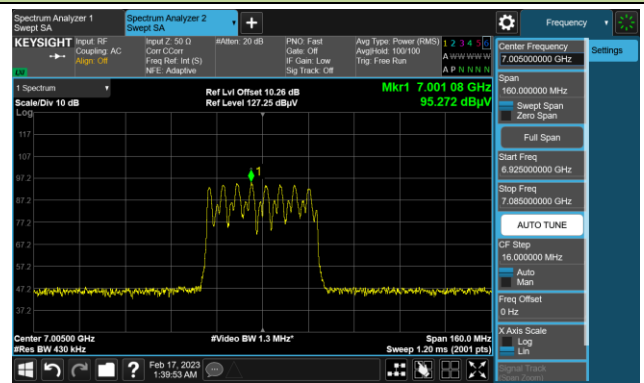 Spectrum Analyzer 1
Swept SA
Spectrum Analyzer 2
Swept SA
+
Frequency
KEYSIGHT
Input: RF
Coupling: AC
Align: Off
Input Z: 50 Ω
Corr CCorr
Freq Ref: Int (S)
NFE: Adaptive
#Atten: 20 dB
PNO: Fast
Gate: Off
IF Gain: Low
Sig Track: Off
Avg Type: Power (RMS)
Avg|Hold: 100/100
Trig: Free Run
1 2 3 4 5 6
A W W W W W
A P N N N N
LXI
1 Spectrum
Scale/Div 10 dB
Log
Ref Lvl Offset 10.26 dB
Ref Level 127.25 dBµV
Mkr1 7.001 08 GHz
95.272 dBµV
117
107
97.2
87.2
77.2
67.2
57.2
47.2
37.2
1
Center 7.00500 GHz
#Res BW 430 kHz
#Video BW 1.3 MHz*
Span 160.0 MHz
Sweep 1.20 ms (2001 pts)
Feb 17, 2023
1:39:53 AM
?
Center Frequency
7.005000000 GHz
Settings
Span
160.000000 MHz
Swept Span
Zero Span
Full Span
Start Freq
6.925000000 GHz
Stop Freq
7.085000000 GHz
AUTO TUNE
CF Step
16.000000 MHz
Auto
Man
Freq Offset
0 Hz
X Axis Scale
Log
Lin
Signal Track
(Span Zoom)